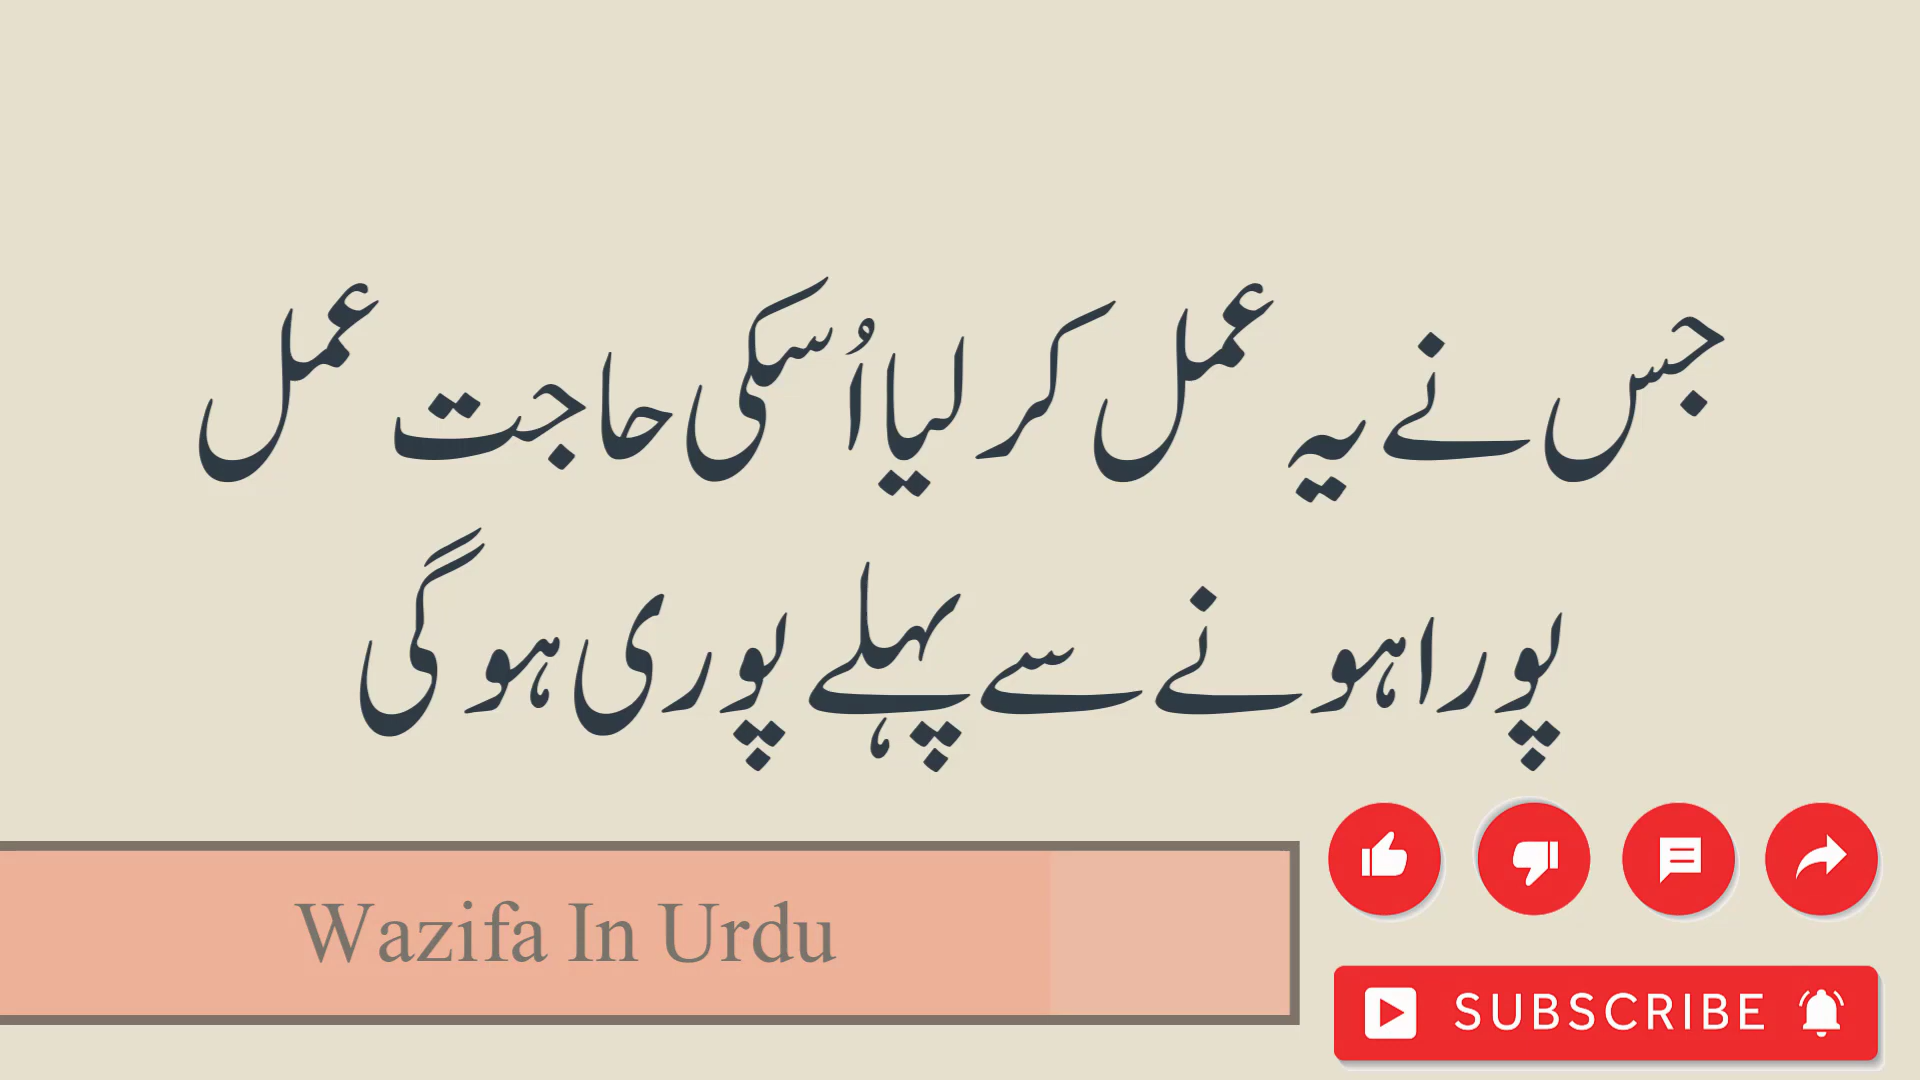 جس نے یہ عمل کر لیا اُسکی حاجت عمل
پورا ہونے سے پہلے پوری ہو گی
Wazifa In Urdu
SUBSCRIBE